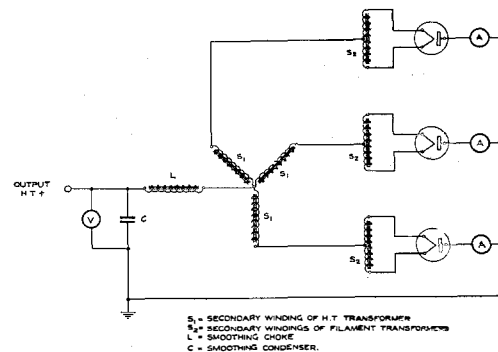 S₂
A
S₁
S₁
S₂
A
OUTPUT
H T +
L
V
C
S₁
S₂
A
S₁ = SECONDARY WINDING OF H.T TRANSFORMER
S₂ = SECONDARY WINDINGS OF FILAMENT TRANSFORMERS
L = SMOOTHING CHOKE
C = SMOOTHING CONDENSER.